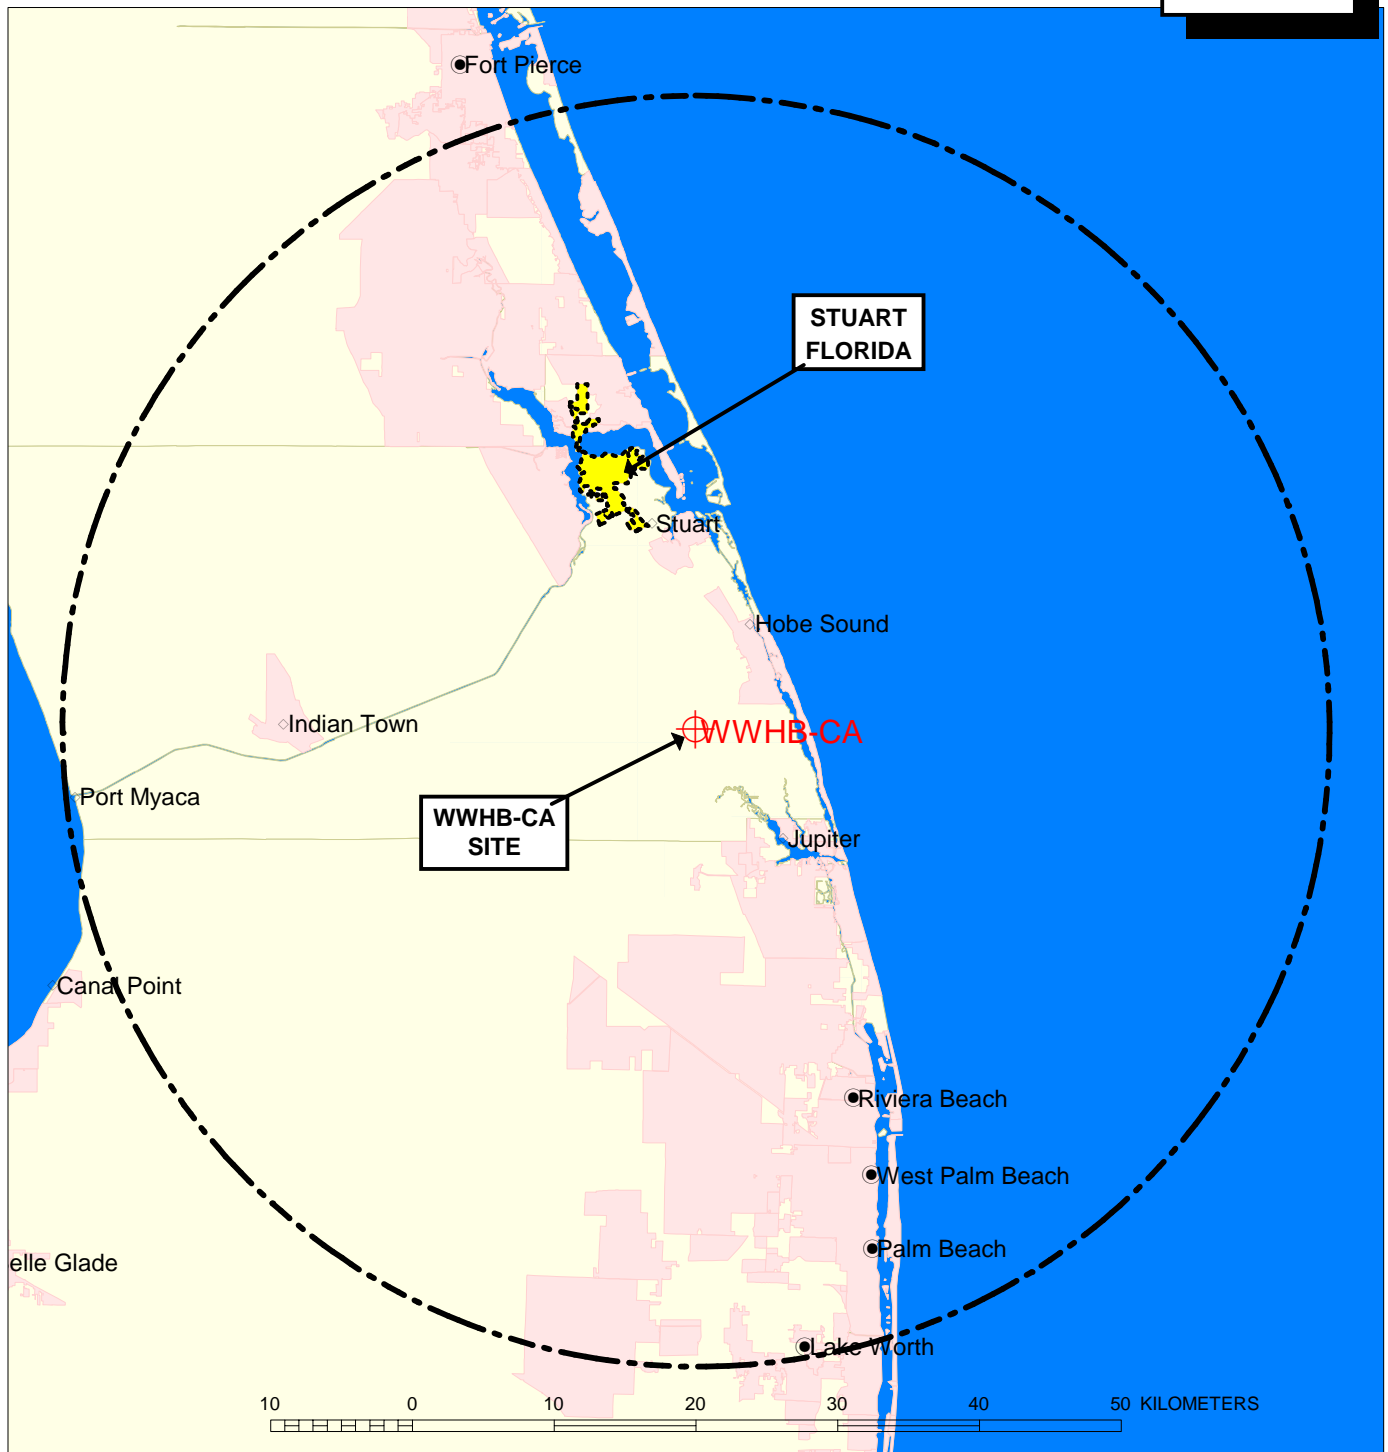 Fort Pierce
STUART
FLORIDA
Stuart
Hobe Sound
Indian Town
WWHB-CA
Port Myaca
WWHB-CA
SITE
Jupiter
Canal Point
Riviera Beach
West Palm Beach
Palm Beach
elle Glade
Lake Worth
10 0 10 20 30 40 50 KILOMETERS